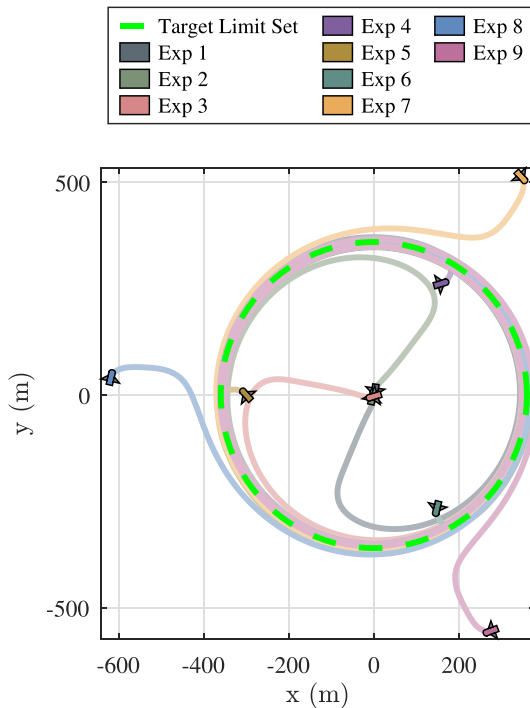 Target Limit Set
Exp 1
Exp 2
Exp 3
Exp 4
Exp 5
Exp 6
Exp 7
Exp 8
Exp 9
500
0
-500
y (m)
-600 -400 -200 0 200
x (m)